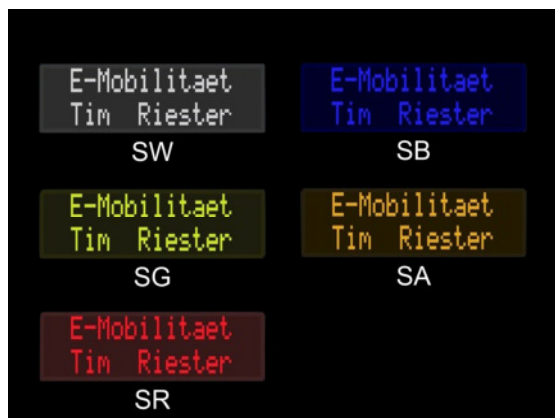 E-Mobilitaet
Tim Riester
SW
E-Mobilitaet
Tim Riester
SB
E-Mobilitaet
Tim Riester
SG
E-Mobilitaet
Tim Riester
SA
E-Mobilitaet
Tim Riester
SR